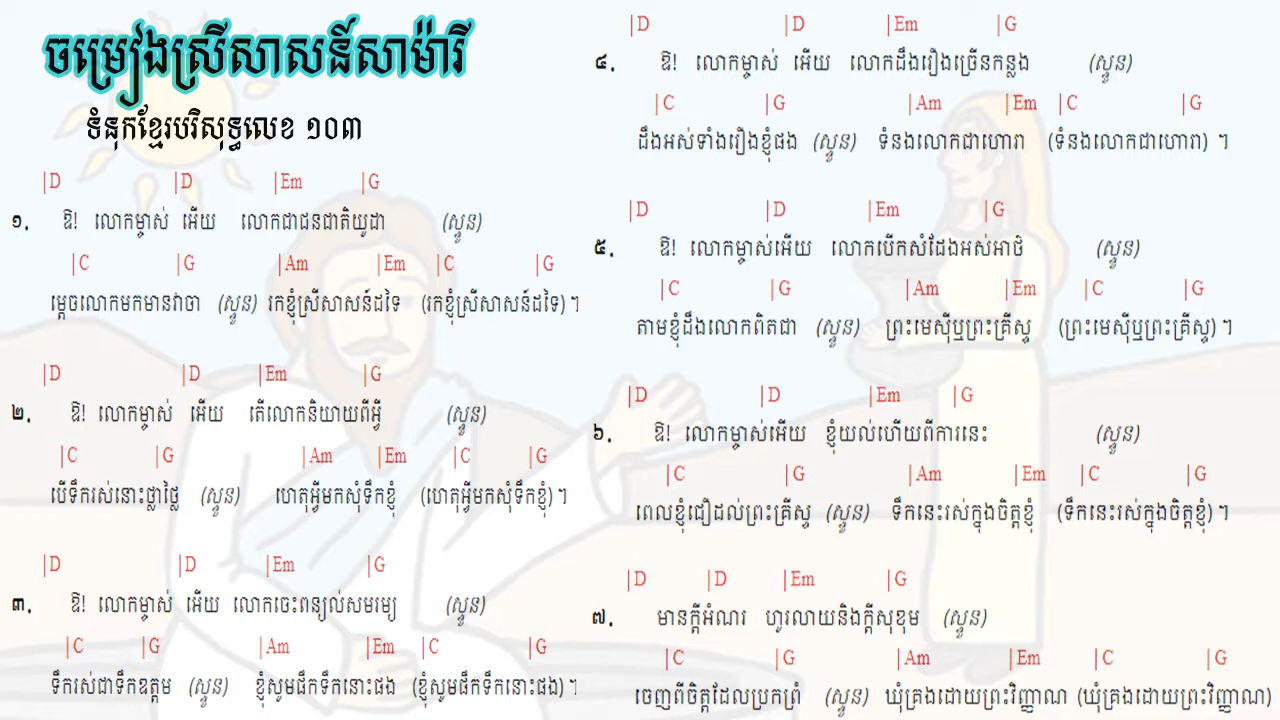 ចម្រៀងស្រីសាសន៍សាម៉ារី
ទំនុកខ្មែរបរិសុទ្ធលេខ ១០៣
|D |D |Em |G
១. ឱ! លោកម្ចាស់ អើយ លោកជាជនជាតិយូដា (ស្ទូន)
|C |G |Am |Em |C |G
ម្ដេចលោកមកមានវាចា (ស្ទូន) រកខ្ញុំស្រីសាសន៍ដទៃ (រកខ្ញុំស្រីសាសន៍ដទៃ) ។
|D |D |Em |G
២. ឱ! លោកម្ចាស់ អើយ តើលោកនិយាយពីអ្វី (ស្ទូន)
|C |G |Am |Em |C |G
បើទឹករស់នោះថ្លាថ្លៃ (ស្ទូន) ហេតុអ្វីមកសុំទឹកខ្ញុំ (ហេតុអ្វីមកសុំទឹកខ្ញុំ) ។
|D |D |Em |G
៣. ឱ! លោកម្ចាស់ អើយ លោកចេះពន្យល់សមរម្យ (ស្ទូន)
|C |G |Am |Em |C |G
ទឹករស់ជាទឹកឧត្តម (ស្ទូន) ខ្ញុំសូមផឹកទឹកនោះផង (ខ្ញុំសូមផឹកទឹកនោះផង) ។
|D |D |Em |G
៤. ឱ! លោកម្ចាស់ អើយ លោកដឹងរឿងច្រើនកន្លង (ស្ទូន)
|C |G |Am |Em |C |G
ដឹងអស់ទាំងរឿងខ្ញុំផង (ស្ទូន) ទំនងលោកជាហោរា (ទំនងលោកជាហោរា) ។
|D |D |Em |G
៥. ឱ! លោកម្ចាស់អើយ លោកបើកសំដែងអស់អាថ៌ (ស្ទូន)
|C |G |Am |Em |C |G
តាមខ្ញុំដឹងលោកពិតជា (ស្ទូន) ព្រះមេស្ស៊ីឬព្រះគ្រីស្ទ (ព្រះមេស្ស៊ីឬព្រះគ្រីស្ទ) ។
|D |D |Em |G
៦. ឱ! លោកម្ចាស់អើយ ខ្ញុំយល់ហើយពីការនេះ (ស្ទូន)
|C |G |Am |Em |C |G
ពេលខ្ញុំជឿដល់ព្រះគ្រីស្ទ (ស្ទូន) ទឹកនេះរស់ក្នុងចិត្តខ្ញុំ (ទឹកនេះរស់ក្នុងចិត្តខ្ញុំ) ។
|D |D |Em |G
៧. មានក្ដីអំណរ ហូរលាយនិងក្ដីសុខុម (ស្ទូន)
|C |G |Am |Em |C |G
ចេញពីចិត្តដែលប្រកព្រំ (ស្ទូន) ឃុំគ្រងដោយព្រះវិញ្ញាណ (ឃុំគ្រងដោយព្រះវិញ្ញាណ)